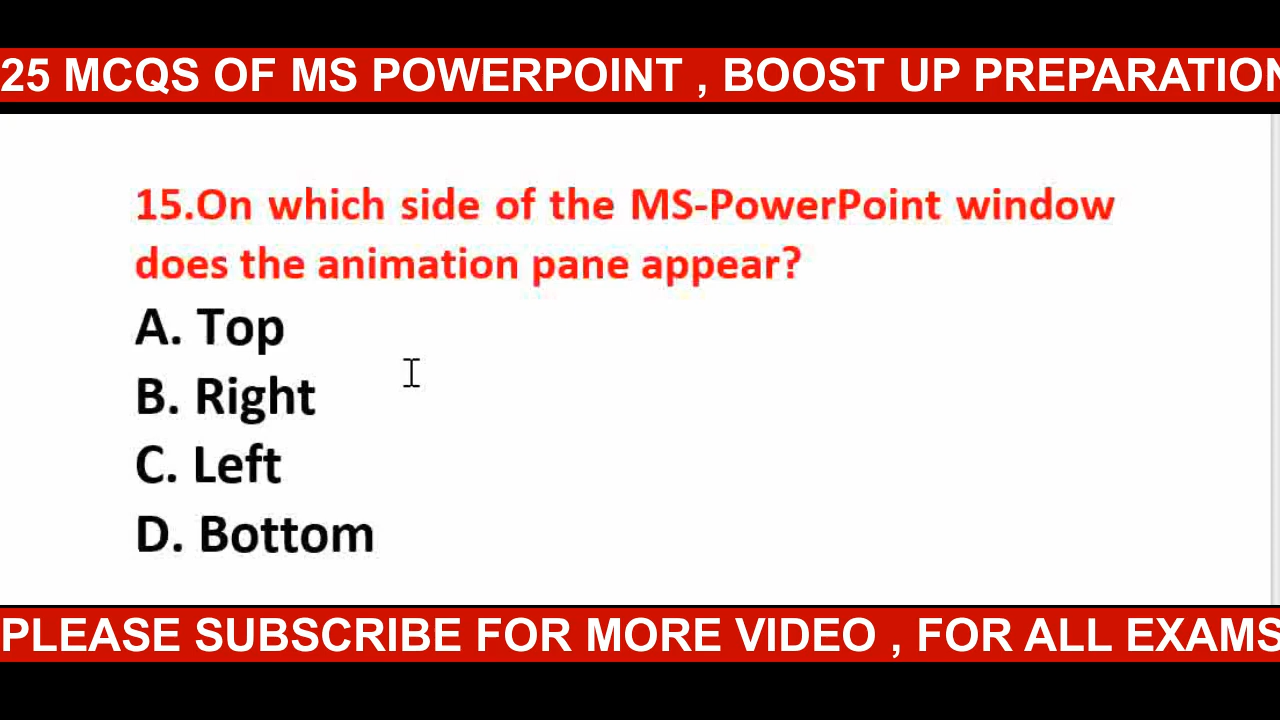 25 MCQS OF MS POWERPOINT , BOOST UP PREPARATION
15.On which side of the MS-PowerPoint window
does the animation pane appear?
A. Top
B. Right
C. Left
D. Bottom
PLEASE SUBSCRIBE FOR MORE VIDEO , FOR ALL EXAMS